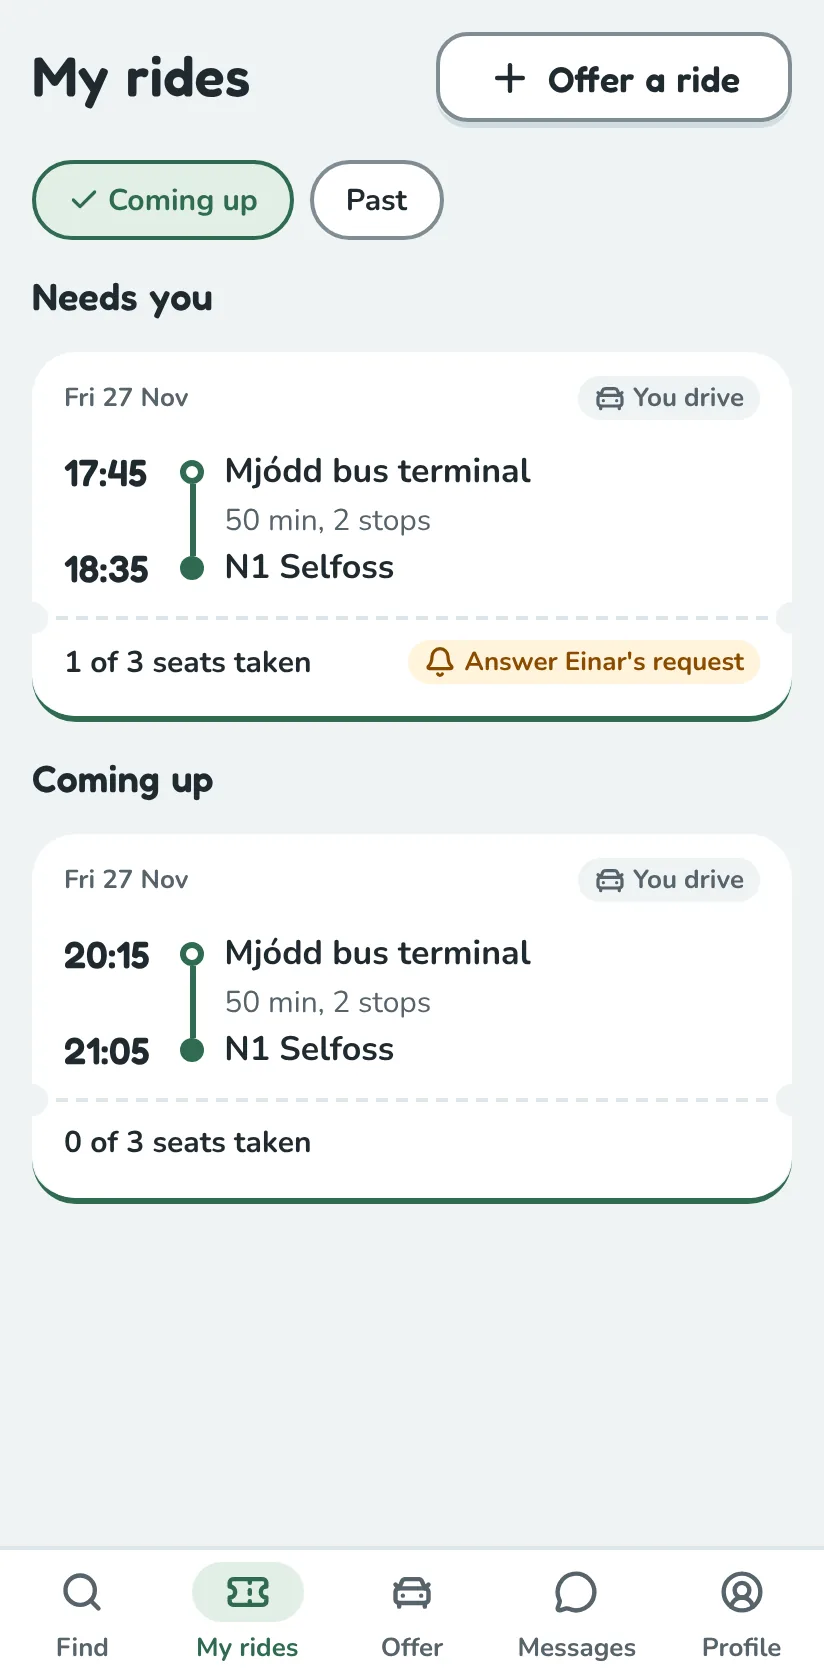 My rides
Offer a ride
Coming up
Past
Needs you
Fri 27 Nov
You drive
17:45
Mjódd bus terminal
50 min, 2 stops
18:35
N1 Selfoss
1 of 3 seats taken
Answer Einar's request
Coming up
Fri 27 Nov
You drive
20:15
Mjódd bus terminal
50 min, 2 stops
21:05
N1 Selfoss
0 of 3 seats taken
Find
My rides
Offer
Messages
Profile